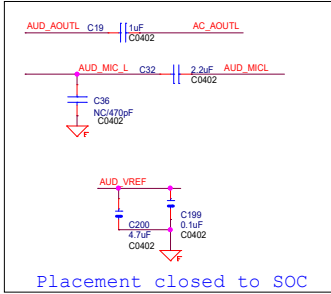 AUD_AOUTL C19 1uF AC_AOUTL
C0402
AUD_MIC_L C32 2.2uF AUD_MICL
C0402
C36
NC/470pF
C0402
F
AUD_VREF
C200 C199
4.7uF 0.1uF
C0402 C0402
F
Placement closed to SOC